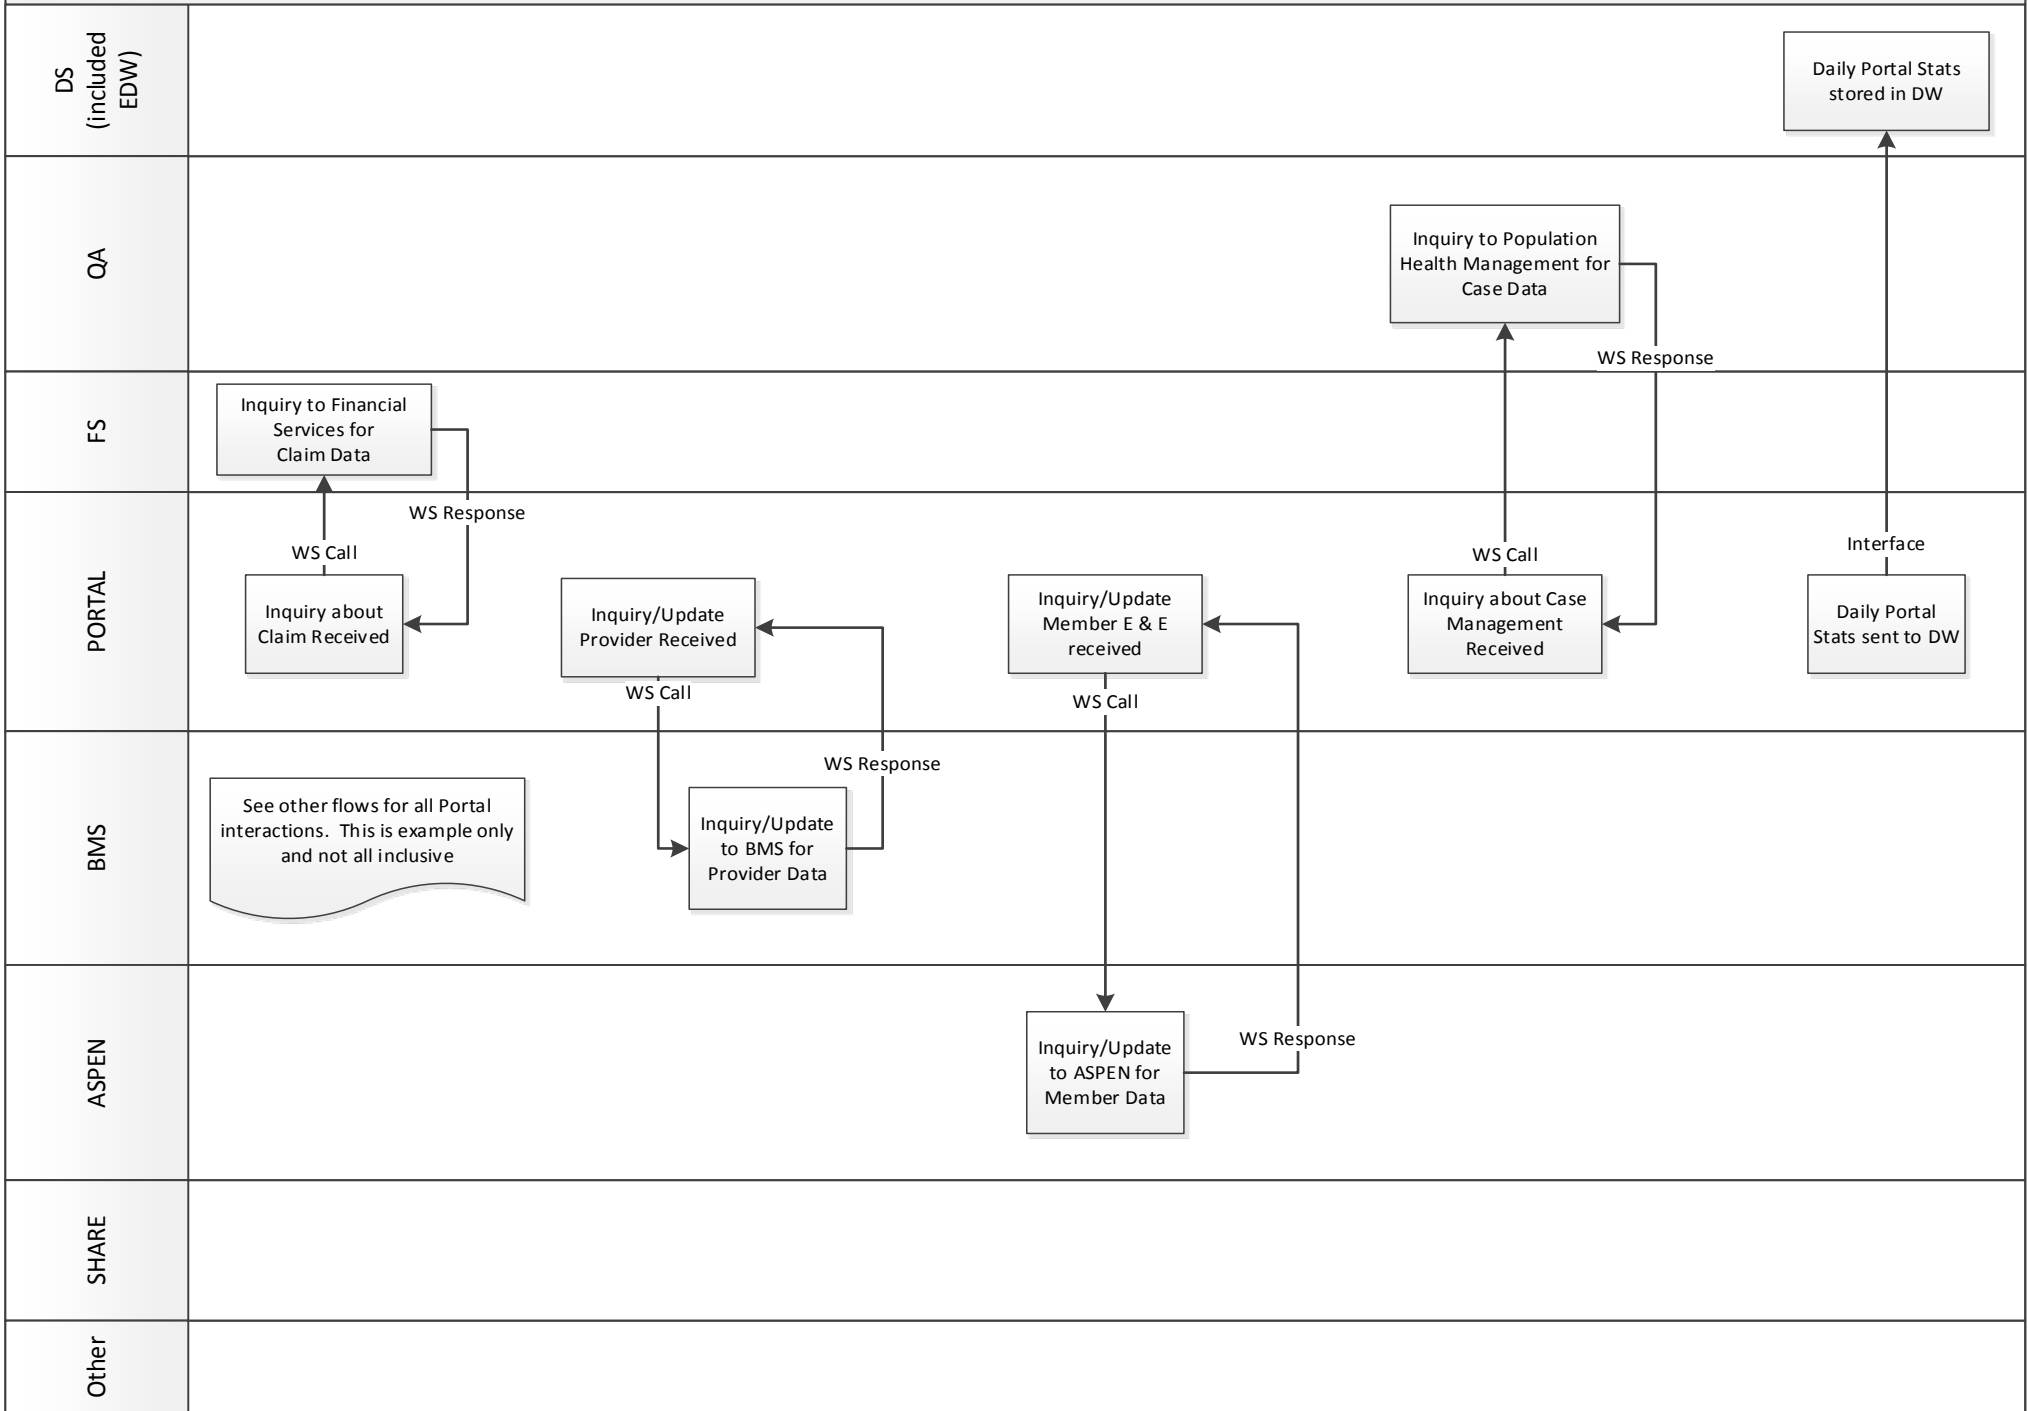 DS
(included
EDW)
Daily Portal Stats
stored in DW
QA
Inquiry to Population
Health Management for
Case Data
WS Response
FS
Inquiry to Financial
Services for
Claim Data
WS Response
WS Call
WS Call
Interface
PORTAL
Inquiry about
Claim Received
Inquiry/Update
Provider Received
WS Call
Inquiry/Update
Member E & E
received
WS Call
Inquiry about Case
Management
Received
Daily Portal
Stats sent to DW
BMS
See other flows for all Portal
interactions.  This is example only
and not all inclusive
WS Response
Inquiry/Update
to BMS for
Provider Data
ASPEN
Inquiry/Update
to ASPEN for
Member Data
WS Response
SHARE
Other